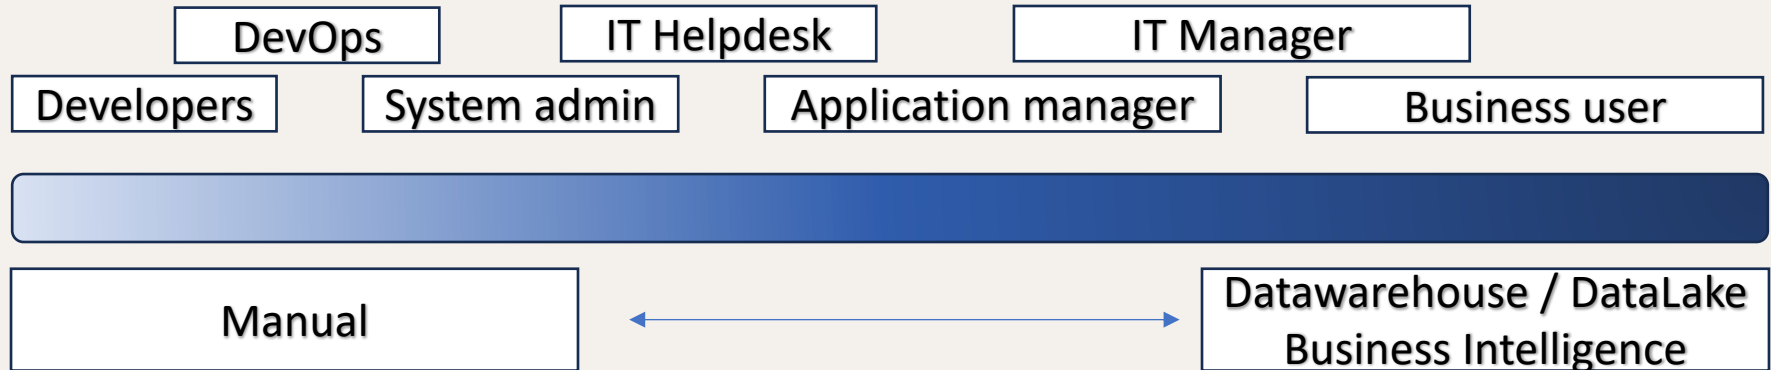 DevOps
IT Helpdesk
IT Manager
Developers
System admin
Application manager
Business user
Manual
Datawarehouse / DataLake
Business Intelligence